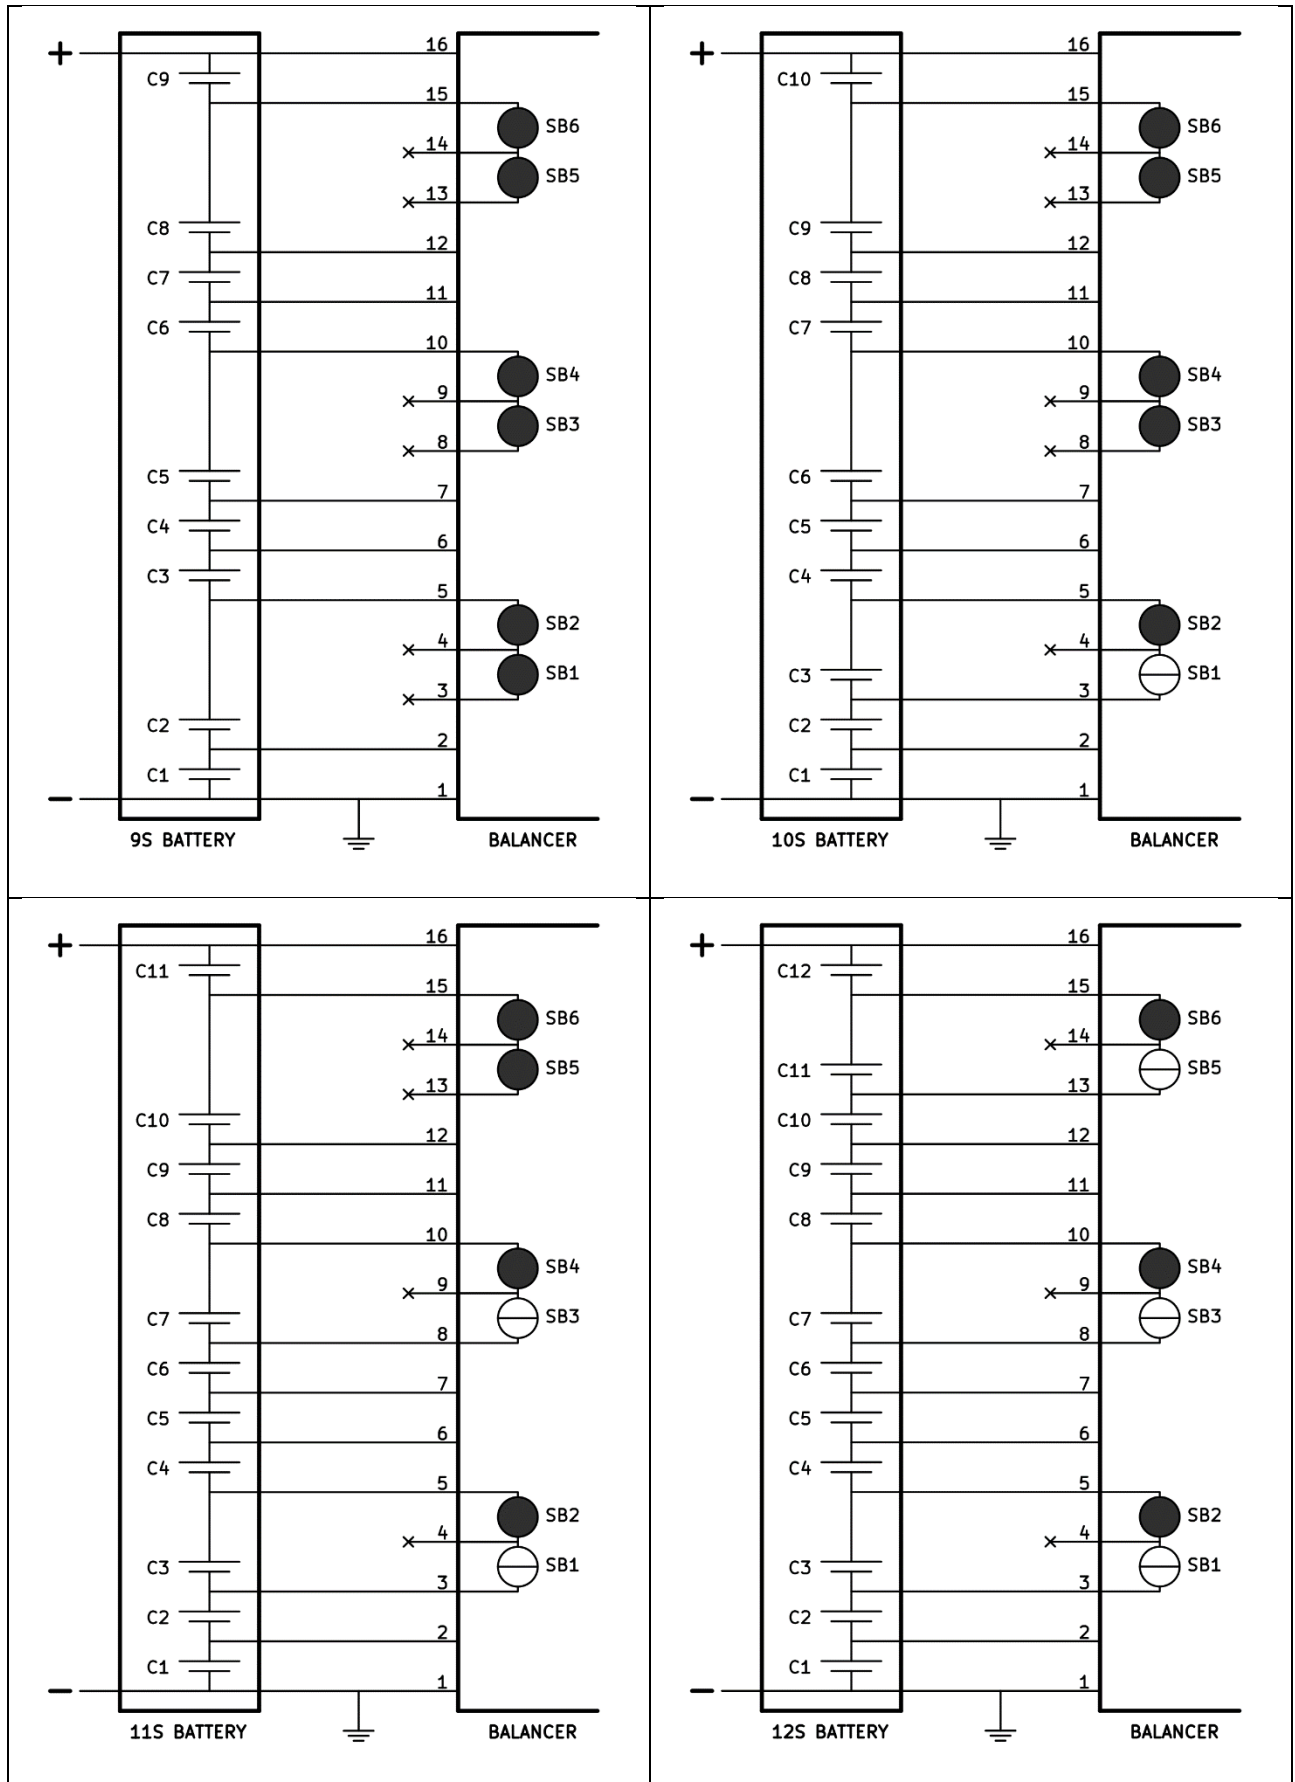 +
16
C9
15
SB6
14
SB5
13
C8
12
C7
11
C6
10
SB4
9
SB3
8
C5
7
C4
6
C3
5
SB2
4
SB1
3
C2
2
C1
1
−
9S BATTERY
BALANCER
+
16
C10
15
SB6
14
SB5
13
C9
12
C8
11
C7
10
SB4
9
SB3
8
C6
7
C5
6
C4
5
SB2
4
C3
SB1
3
C2
2
C1
1
−
10S BATTERY
BALANCER
+
16
C11
15
SB6
14
SB5
13
C10
12
C9
11
C8
10
SB4
9
C7
SB3
8
C6
7
C5
6
C4
5
SB2
4
C3
SB1
3
C2
2
C1
1
−
11S BATTERY
BALANCER
+
16
C12
15
SB6
14
C11
SB5
13
C10
12
C9
11
C8
10
SB4
9
C7
SB3
8
C6
7
C5
6
C4
5
SB2
4
C3
SB1
3
C2
2
C1
1
−
12S BATTERY
BALANCER